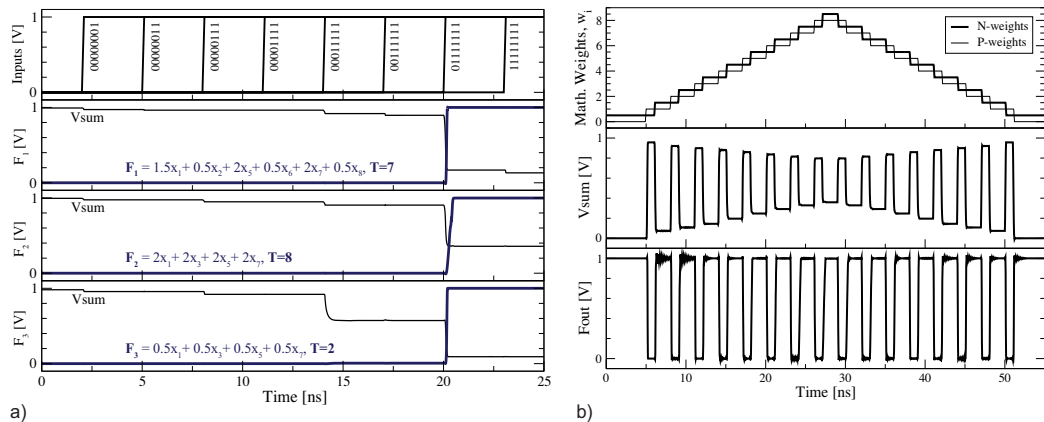 1
0
Inputs [V]
00000001
00000011
00000111
00001111
00011111
00111111
01111111
11111111
1
0
F1 [V]
Vsum
F1 = 1.5x1 + 0.5x2 + 2x5 + 0.5x6 + 2x7 + 0.5x8, T=7
1
0
F2 [V]
Vsum
F2 = 2x1 + 2x3 + 2x5 + 2x7, T=8
1
0
F3 [V]
Vsum
F3 = 0.5x1 + 0.5x3 + 0.5x5 + 0.5x7, T=2
0 5 10 15 20 25
Time [ns]
a)
8
6
4
2
0
Math. Weights, wi
N-weights
P-weights
1
0
Vsum [V]
1
0
Fout [V]
0 10 20 30 40 50
Time [ns]
b)